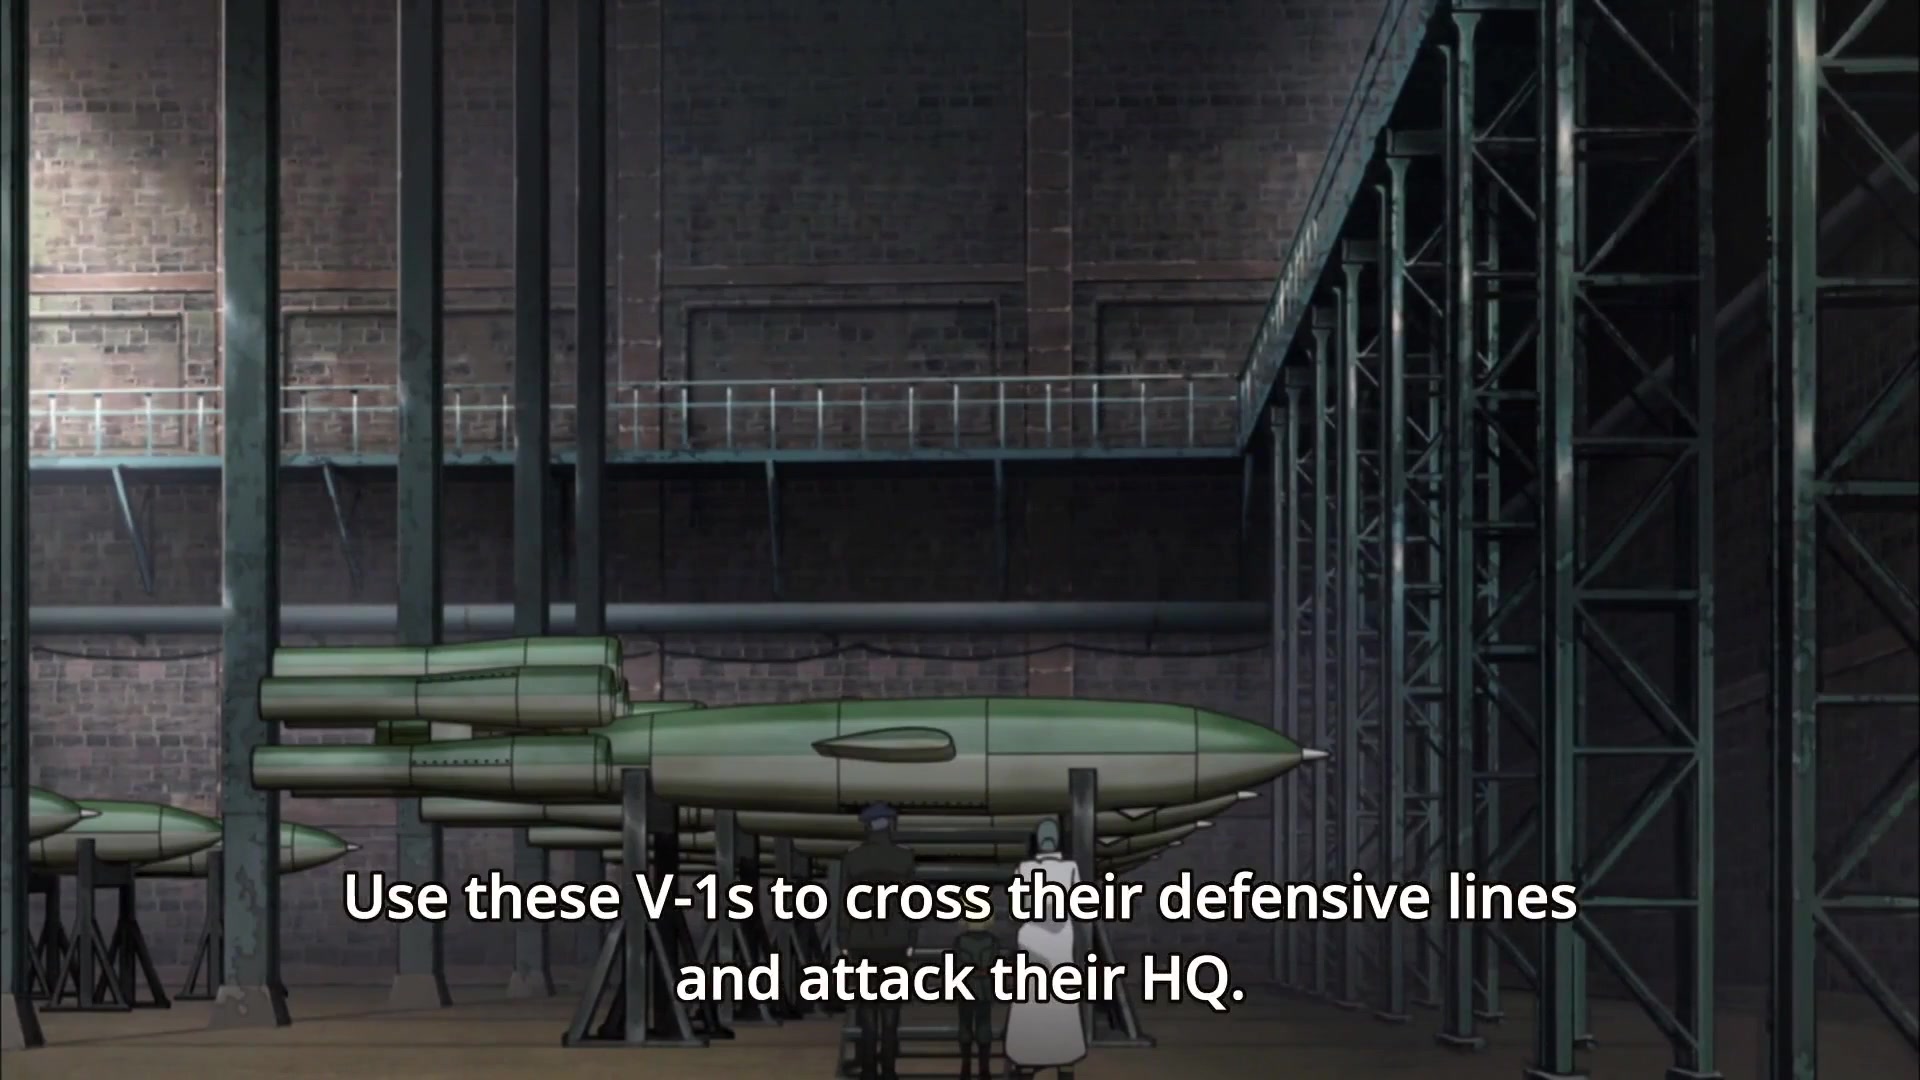 Use these V-1s to cross their defensive lines
and attack their HQ.